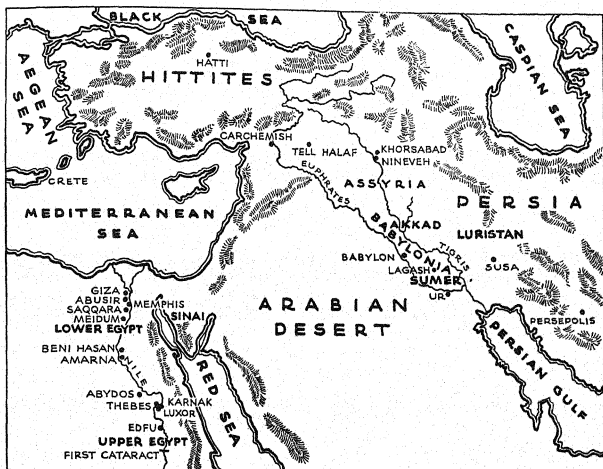 BLACK SEA
AEGEAN SEA
CASPIAN SEA
HATTI
HITTITES
CARCHEMISH
TELL HALAF
KHORSABAD
NINEVEH
CRETE
EUPHRATES
ASSYRIA
MEDITERRANEAN
SEA
PERSIA
AKKAD
BABYLONIA
LURISTAN
TIGRIS
BABYLON
LAGASH
SUSA
SUMER
UR
GIZA
ABUSIR
SAQQARA
MEMPHIS
MEIDUM
SINAI
LOWER EGYPT
ARABIAN
DESERT
PERSEPOLIS
PERSIAN GULF
BENI HASAN
AMARNA
NILE
RED SEA
ABYDOS
THEBES
KARNAK
LUXOR
EDFU
UPPER EGYPT
FIRST CATARACT